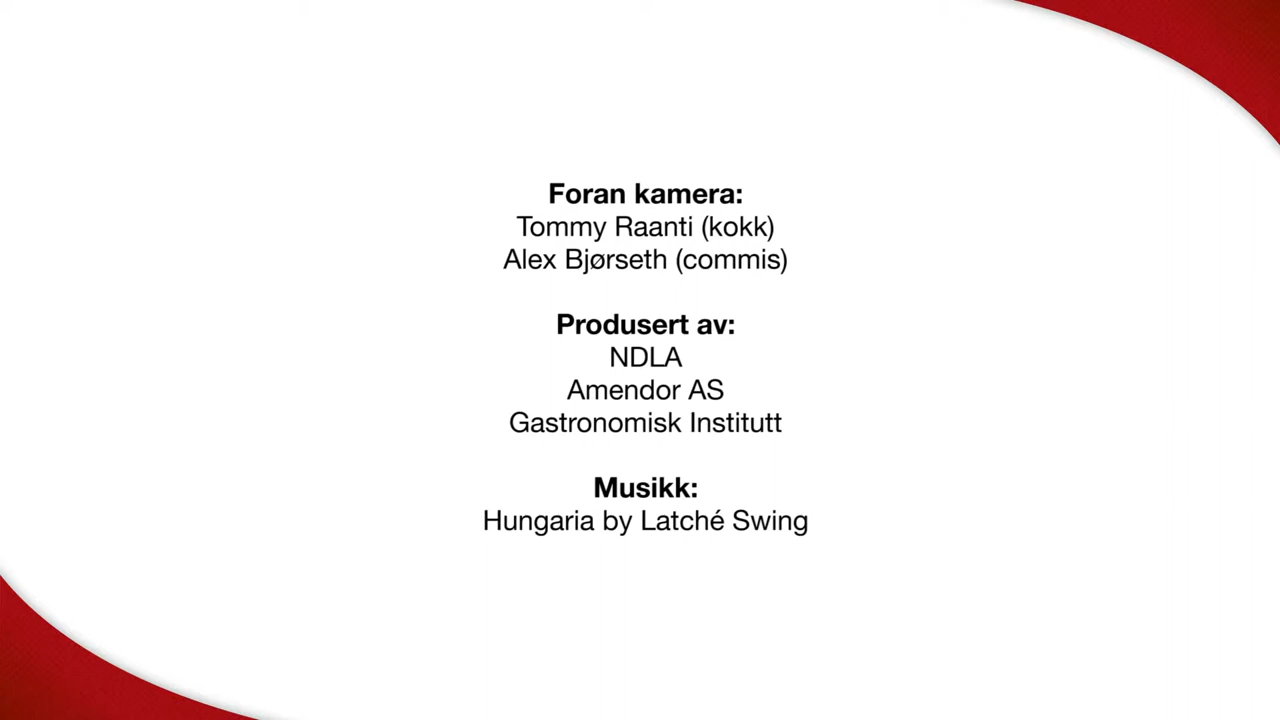 Foran kamera:
Tommy Raanti (kokk)
Alex Bjørseth (commis)
Produsert av:
NDLA
Amendor AS
Gastronomisk Institutt
Musikk:
Hungaria by Latché Swing